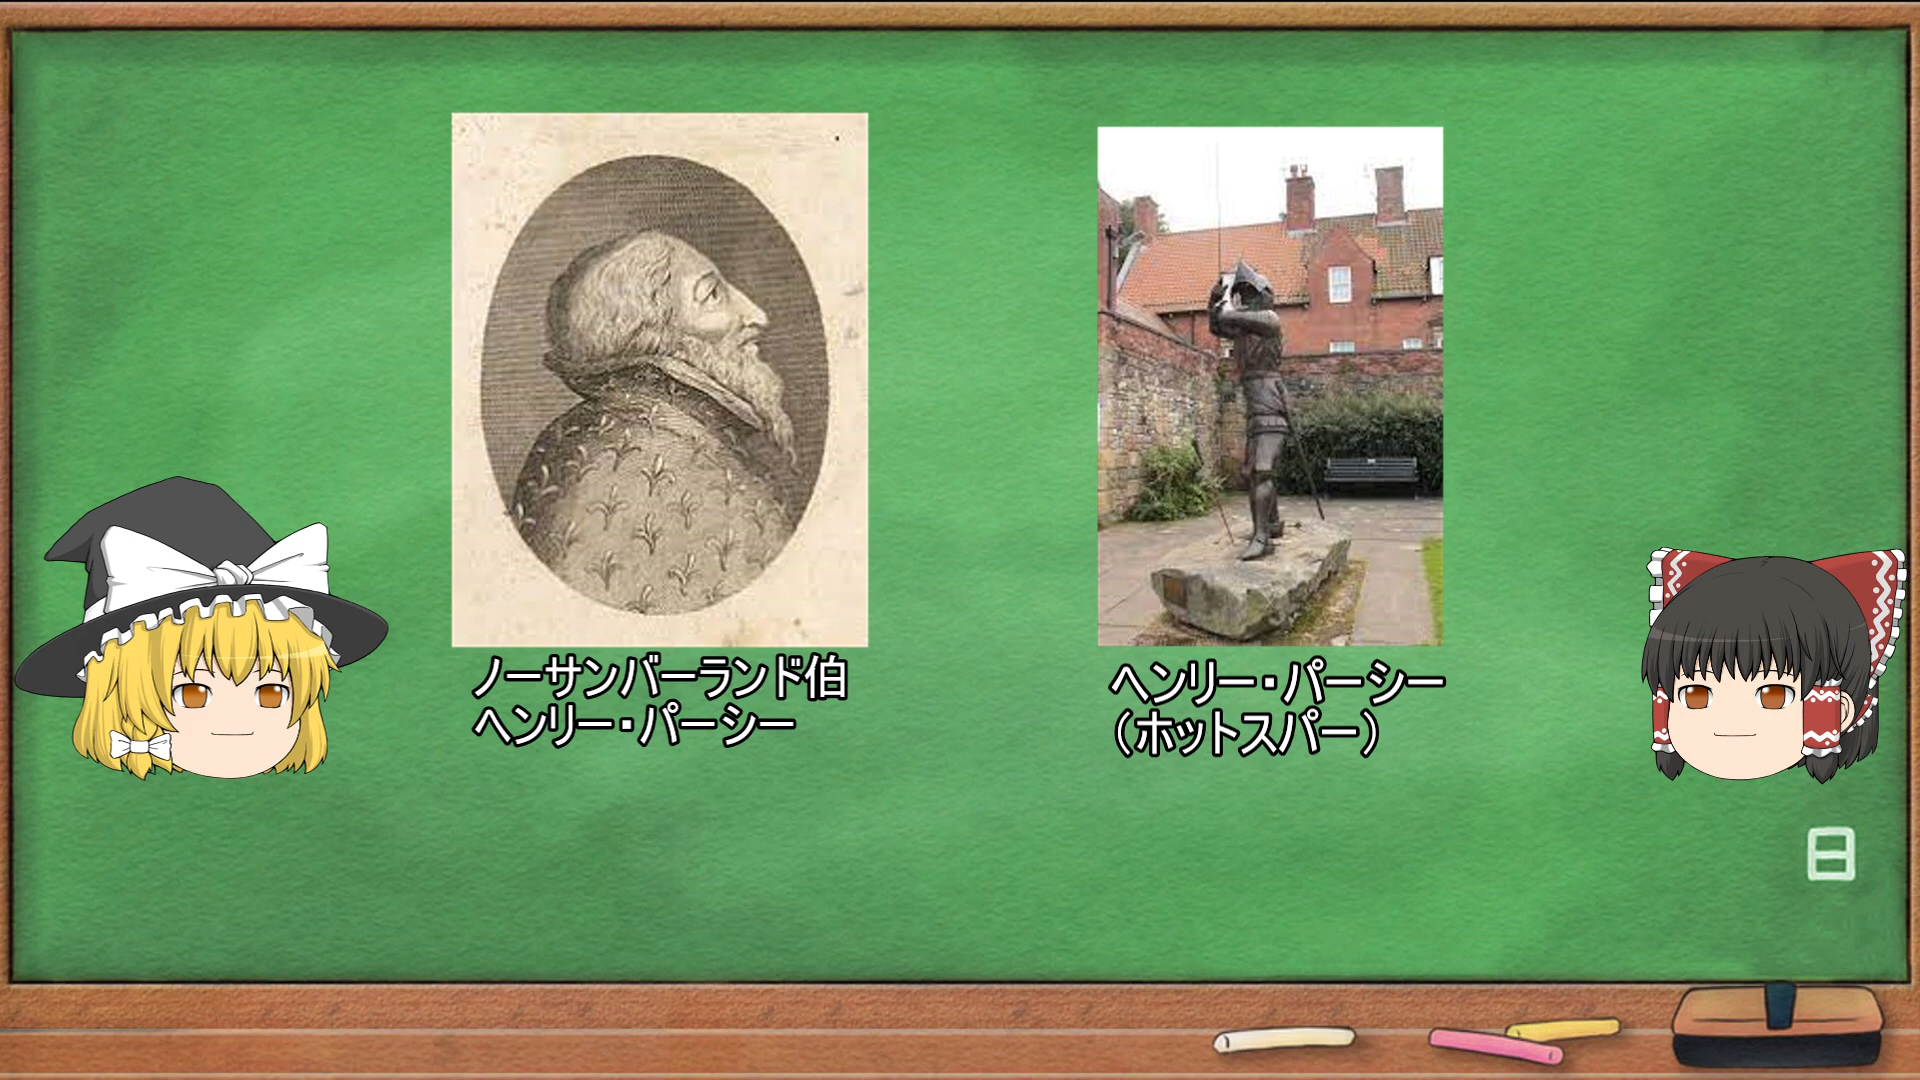 ノーサンバーランド伯
ヘンリー・パーシー
ヘンリー・パーシー
（ホットスパー）
日